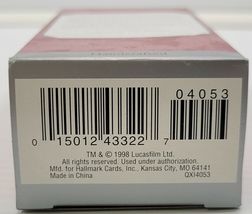 Handcrafted
04053
0 15012 43322 7
TM & © 1998 Lucasfilm Ltd.
All rights reserved. Used under authorization.
Mfd. for Hallmark Cards, Inc., Kansas City, MO 64141
Made in China QXI4053